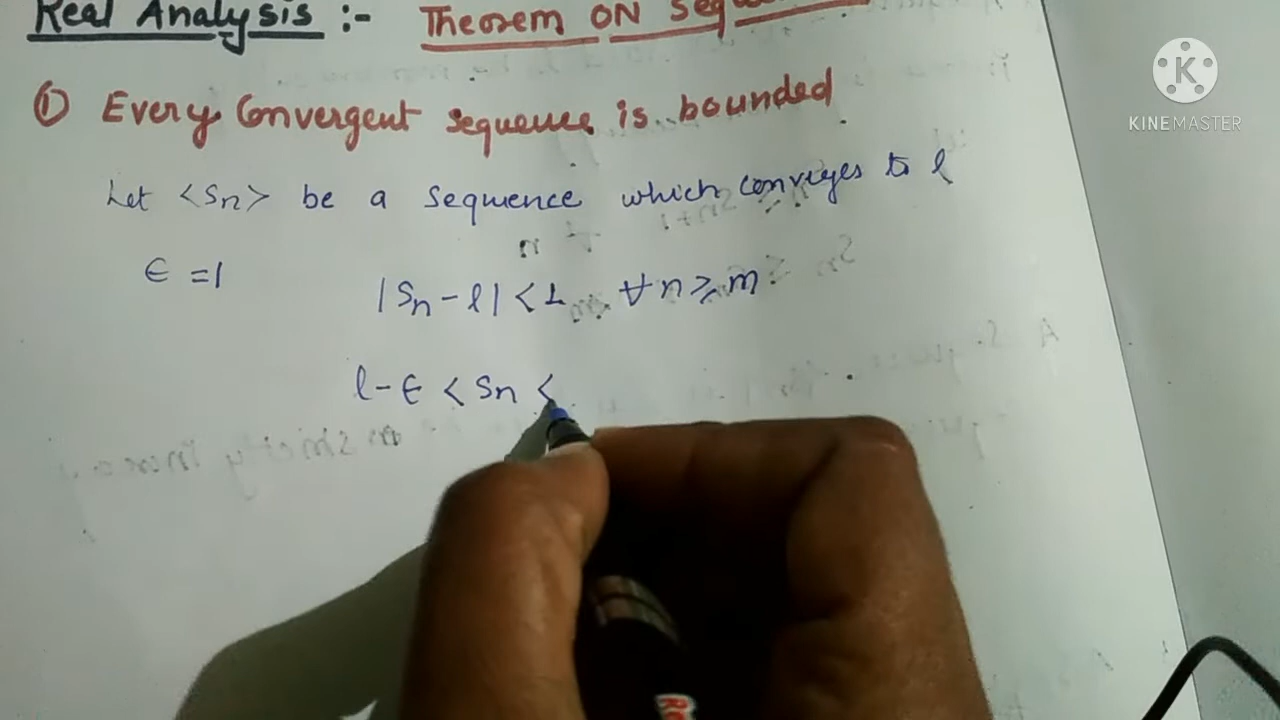 Real Analysis :- Theorem ON
K
KINEMASTER
① Every Convergent sequence is bounded
Let <Sn> be a sequence which converges to l
∈ = 1
|Sn - l| < 1 ∀ n ≥ m
l - ∈ < Sn <